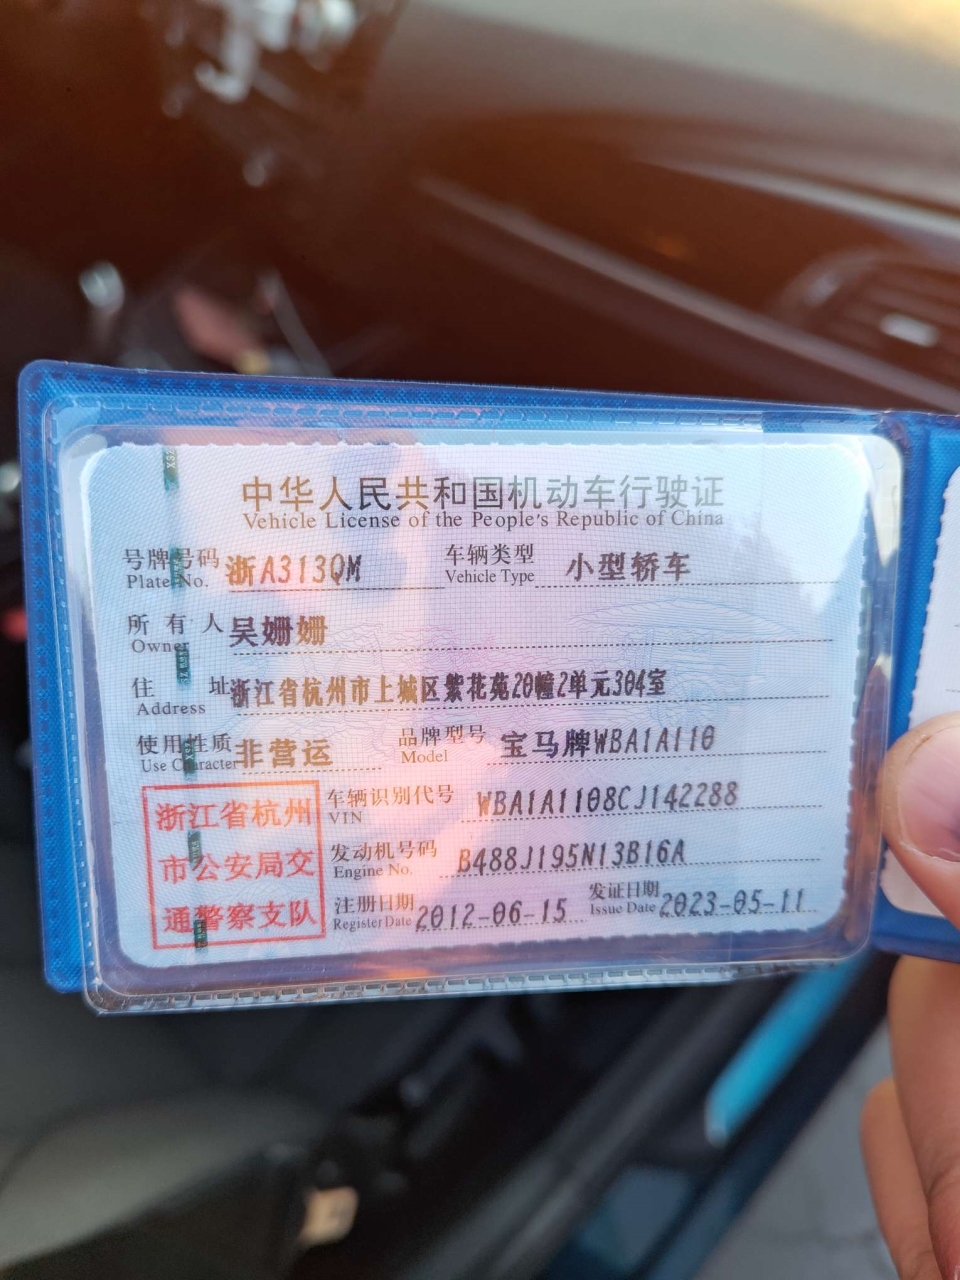 中华人民共和国机动车行驶证
Vehicle License of the People's Republic of China
号牌号码 浙A313QM 车辆类型 小型轿车
Plate No. Vehicle Type
所有人 吴姗姗
Owner
住址 浙江省杭州市上城区紫花苑20幢2单元304室
Address
使用性质 非营运 品牌型号 宝马牌WBA1A110
Use Character Model
浙江省杭州
市公安局交
通警察支队
车辆识别代号 WBA1A1108CJ142288
VIN
发动机号码 B488J195N13B16A
Engine No.
注册日期 2012-06-15 发证日期 2023-05-11
Register Date Issue Date